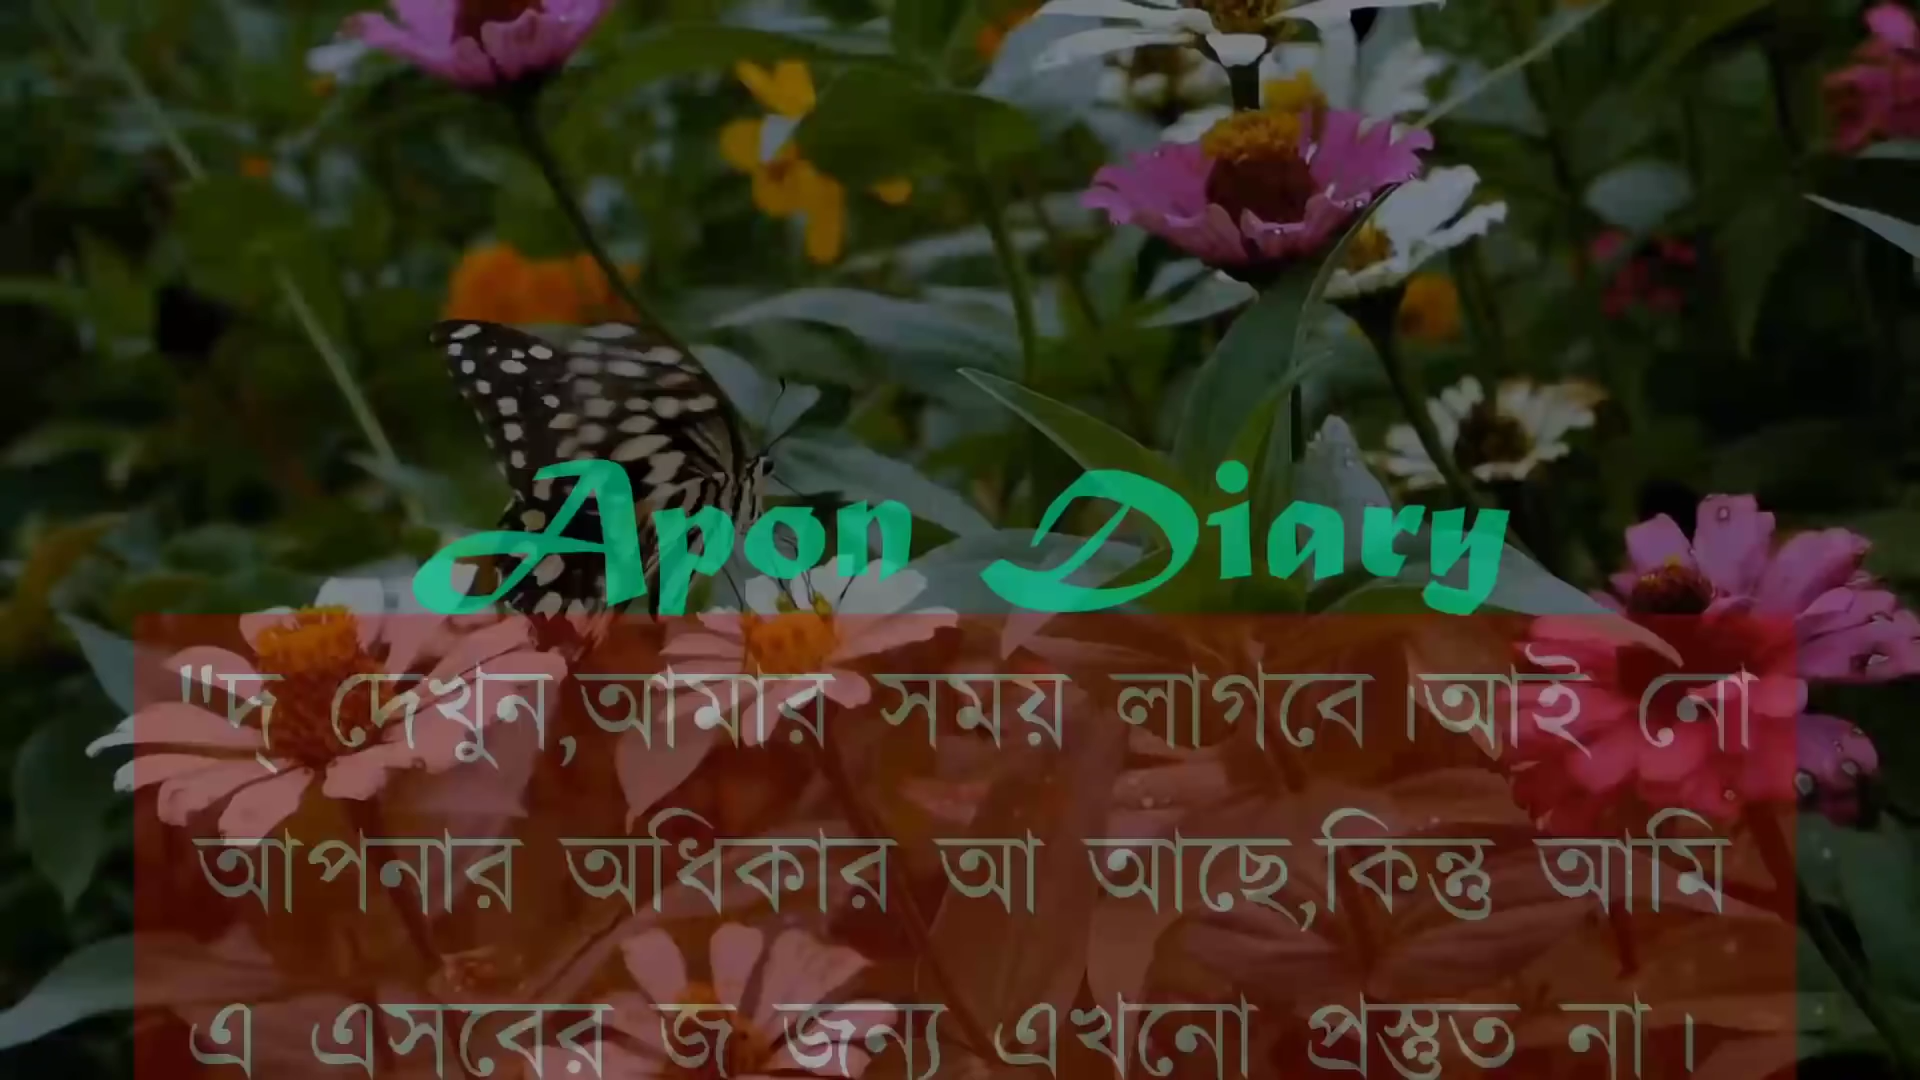 Apon Diary
"দ্ দেখুন,আমার সময় লাগবে।আই নো
আপনার অধিকার আ আছে,কিন্তু আমি
এ এসবের জ জন্য এখনো প্রস্তুত না।